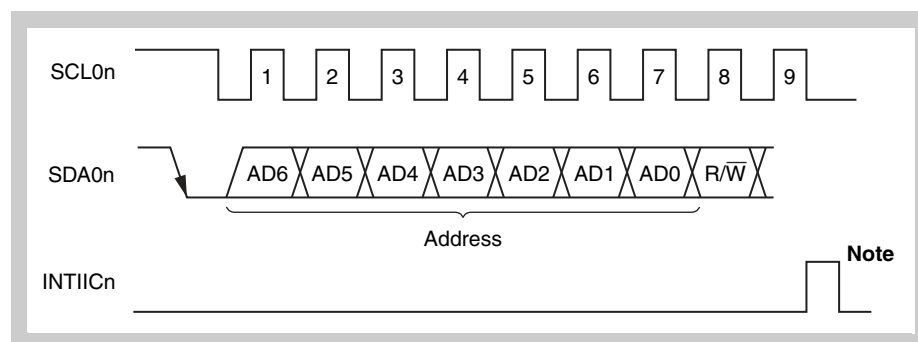 SCL0n 1 2 3 4 5 6 7 8 9
SDA0n AD6 AD5 AD4 AD3 AD2 AD1 AD0 R/W̅
Address
Note
INTIICn